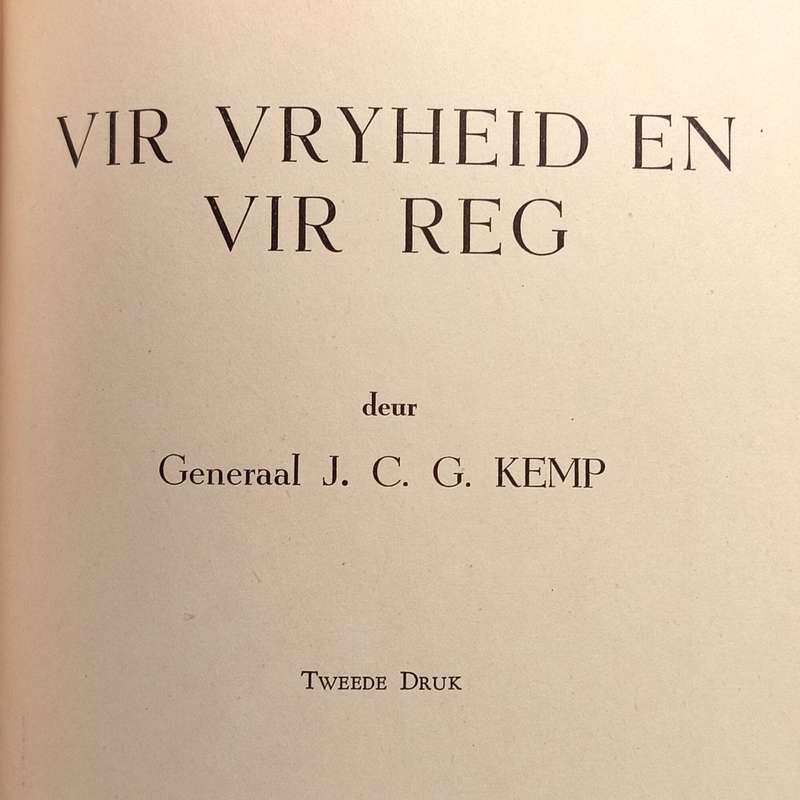 VIR VRYHEID EN
VIR REG
deur
Generaal J. C. G. KEMP
TWEEDE DRUK